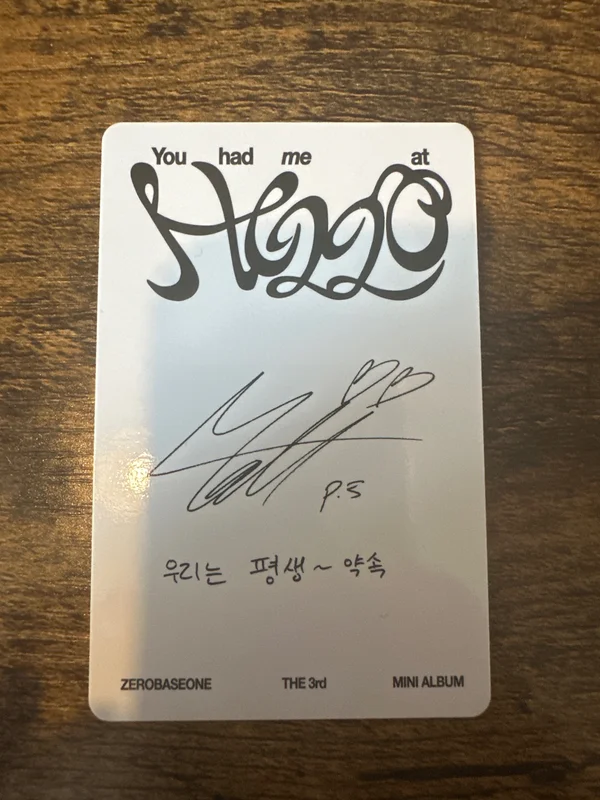 You had me at
Hello
P.S
우리는 평생~ 약속
ZEROBASEONE THE 3rd MINI ALBUM